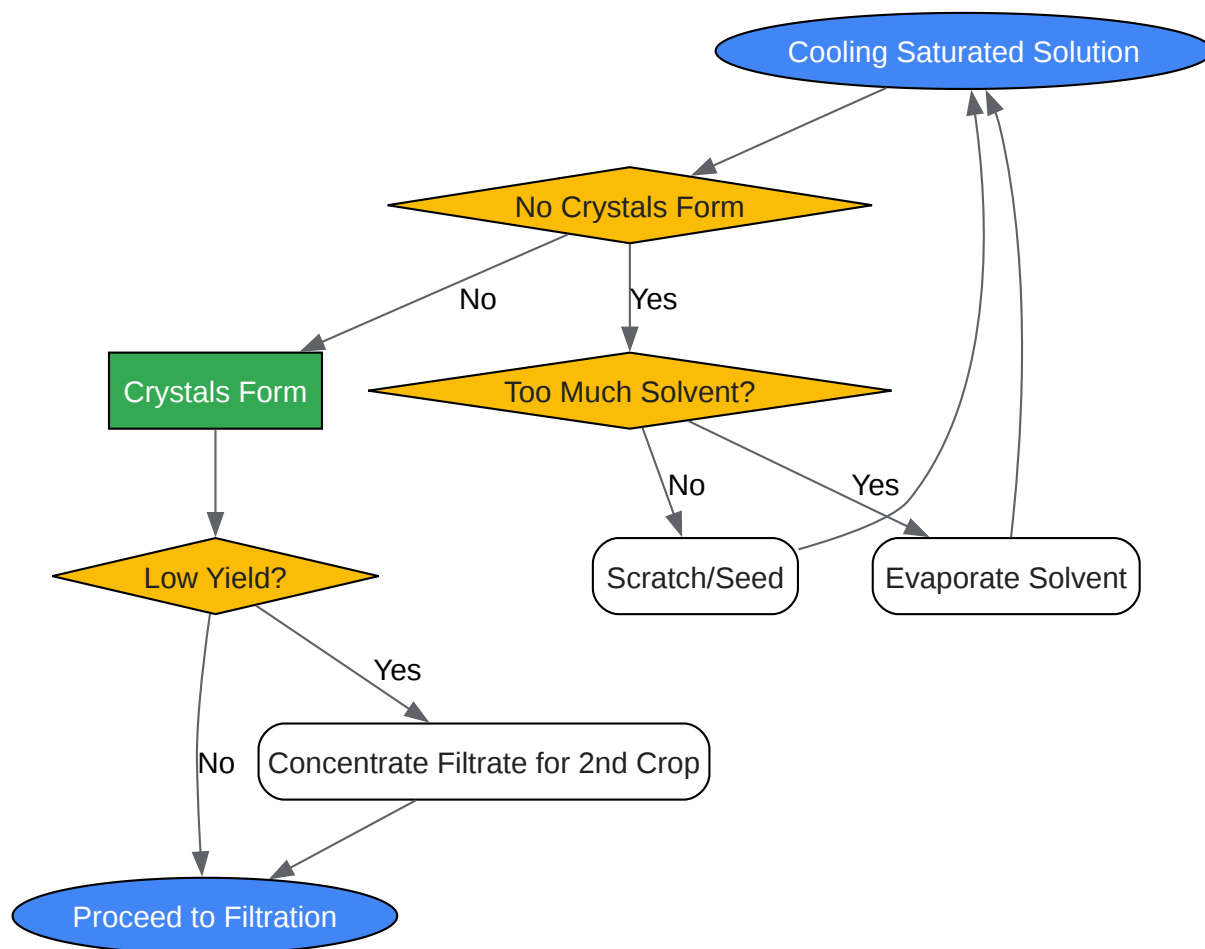 Cooling Saturated Solution
No Crystals Form
No
Yes
Crystals Form
Too Much Solvent?
No
Yes
Low Yield?
Scratch/Seed
Evaporate Solvent
Yes
No
Concentrate Filtrate for 2nd Crop
Proceed to Filtration